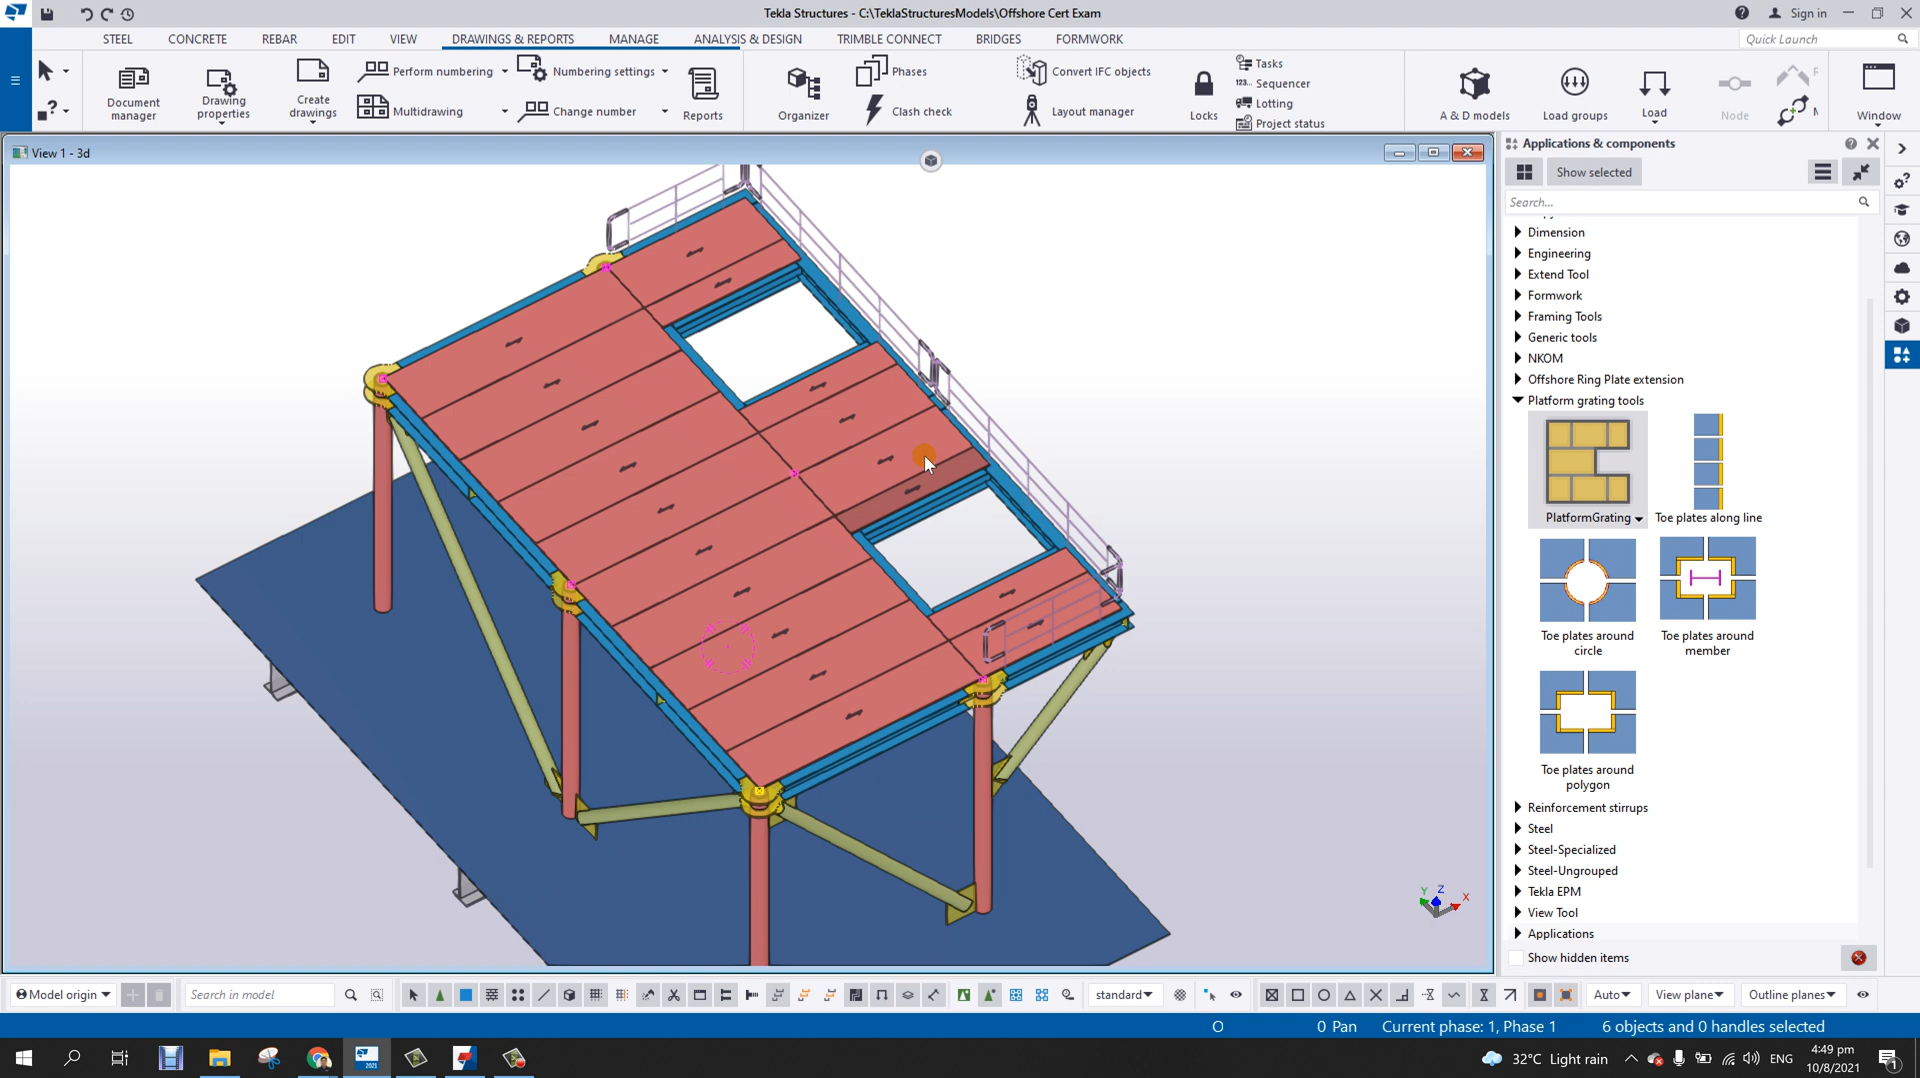 Tekla Structures - C:\TeklaStructuresModels\Offshore Cert Exam
Sign in
STEEL
CONCRETE
REBAR
EDIT
VIEW
DRAWINGS & REPORTS
MANAGE
ANALYSIS & DESIGN
TRIMBLE CONNECT
BRIDGES
FORMWORK
Quick Launch
Document manager
Drawing properties
Create drawings
Perform numbering
Multidrawing
Numbering settings
Change number
Reports
Organizer
Phases
Clash check
Convert IFC objects
Layout manager
Locks
Tasks
123... Sequencer
Lotting
Project status
A & D models
Load groups
Load
Node
Window
View 1 - 3d
Applications & components
Show selected
Search...
Dimension
Engineering
Extend Tool
Formwork
Framing Tools
Generic tools
NKOM
Offshore Ring Plate extension
Platform grating tools
PlatformGrating
Toe plates along line
Toe plates around circle
Toe plates around member
Toe plates around polygon
Reinforcement stirrups
Steel
Steel-Specialized
Steel-Ungrouped
Tekla EPM
View Tool
Applications
Show hidden items
Y
Z
X
Model origin
Search in model
standard
Auto
View plane
Outline planes
O
0 Pan
Current phase: 1, Phase 1
6 objects and 0 handles selected
2021
32°C Light rain
ENG
4:49 pm
10/8/2021
1